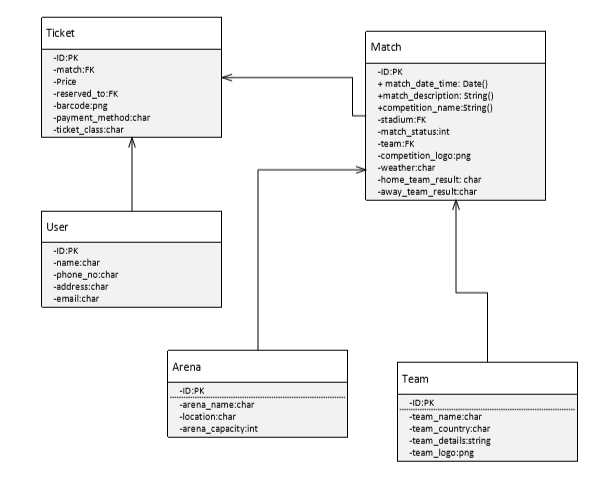 Ticket
-ID:PK
-match:FK
-Price
-reserved_to:FK
-barcode:png
-payment_method:char
-ticket_class:char
Match
-ID:PK
+ match_date_time: Date()
+match_description: String()
+competition_name:String()
-stadium:FK
-match_status:int
-team:FK
-competition_logo:png
-weather:char
-home_team_result: char
-away_team_result:char
User
-ID:PK
-name:char
-phone_no:char
-address:char
-email:char
Arena
-ID:PK
-arena_name:char
-location:char
-arena_capacity:int
Team
-ID:PK
-team_name:char
-team_country:char
-team_details:string
-team_logo:png